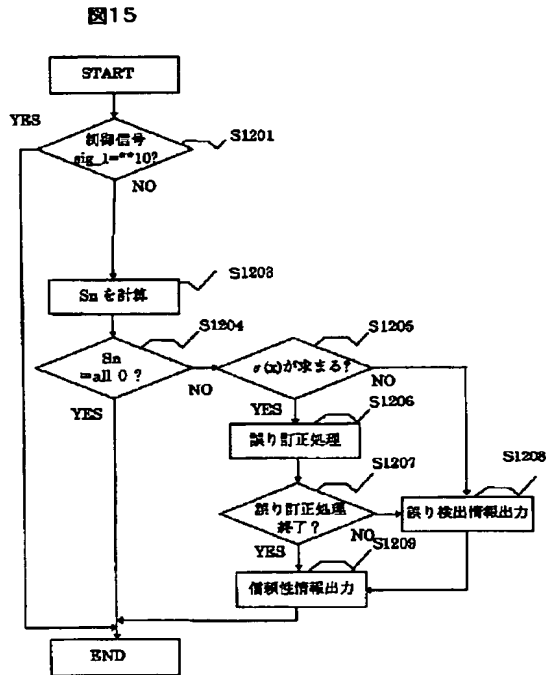 図15
START
YES
制御信号
sig_1=**10?
S1201
NO
Snを計算
S1203
Sn
=all 0 ?
S1204
NO
YES
σ(x)が求まる?
S1205
NO
YES
誤り訂正処理
S1206
誤り訂正処理
終了?
S1207
NO
YES
誤り検出情報出力
S1208
信頼性情報出力
S1209
END